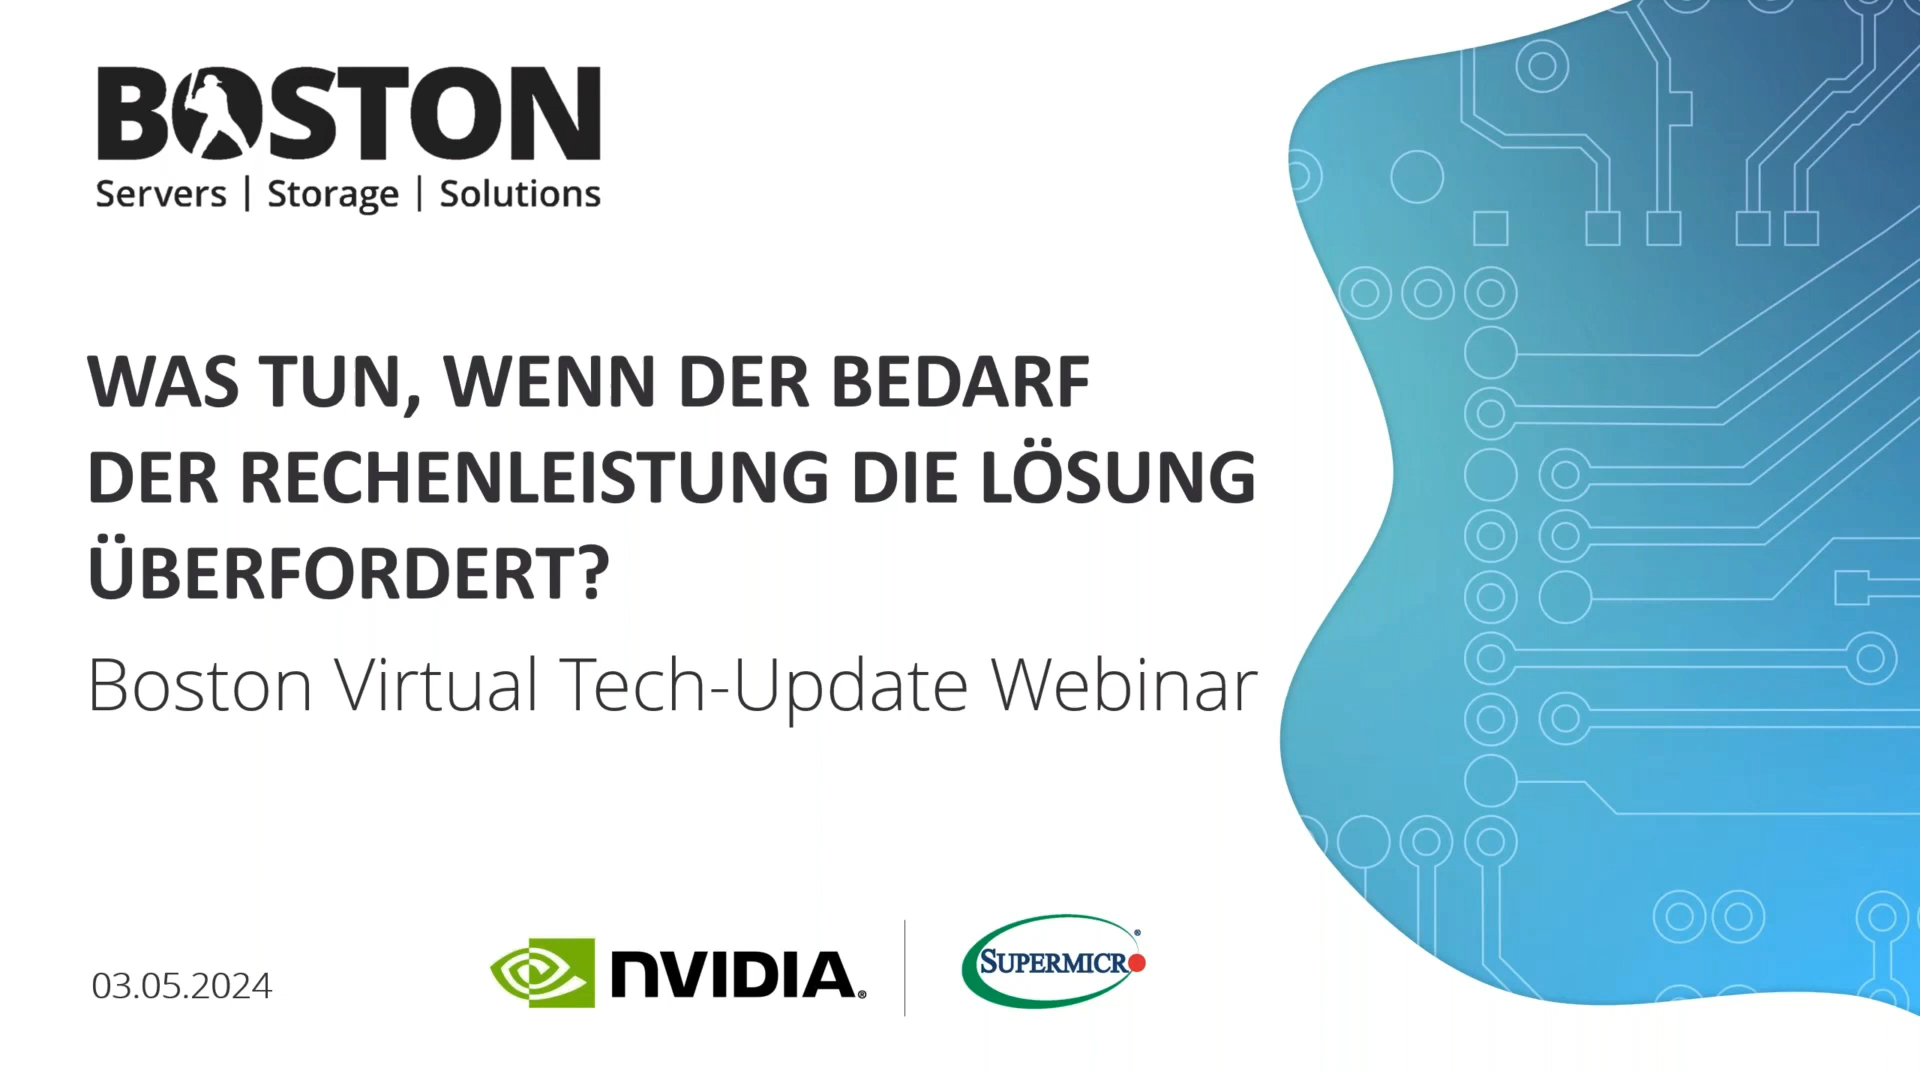 BOSTON
Servers | Storage | Solutions
WAS TUN, WENN DER BEDARF
DER RECHENLEISTUNG DIE LÖSUNG
ÜBERFORDERT?
Boston Virtual Tech-Update Webinar
03.05.2024
NVIDIA®
SUPERMICRO®